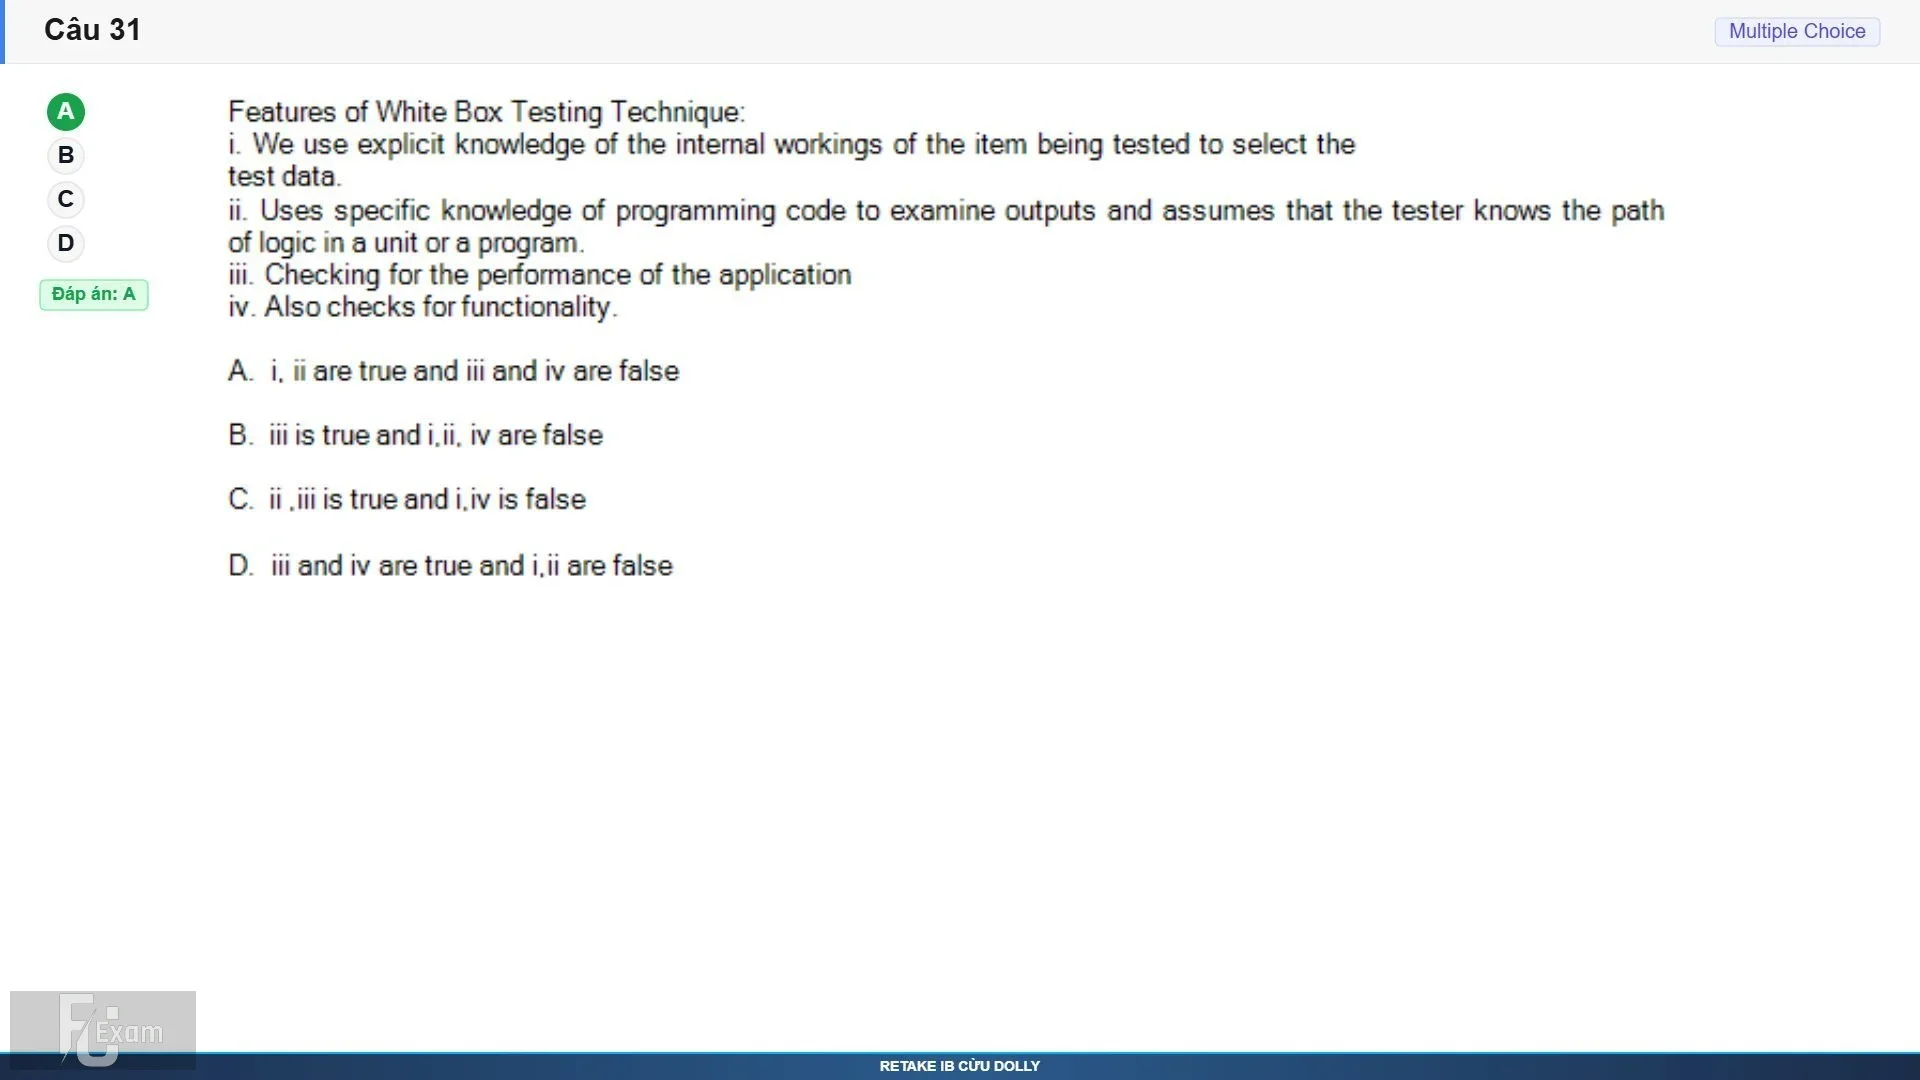 Câu 31
Multiple Choice
A
B
C
D
Đáp án: A
Features of White Box Testing Technique:
i. We use explicit knowledge of the internal workings of the item being tested to select the
test data.
ii. Uses specific knowledge of programming code to examine outputs and assumes that the tester knows the path
of logic in a unit or a program.
iii. Checking for the performance of the application
iv. Also checks for functionality.
A. i, ii are true and iii and iv are false
B. iii is true and i,ii, iv are false
C. ii ,iii is true and i,iv is false
D. iii and iv are true and i,ii are false
FU Exam
RETAKE IB CỪU DOLLY